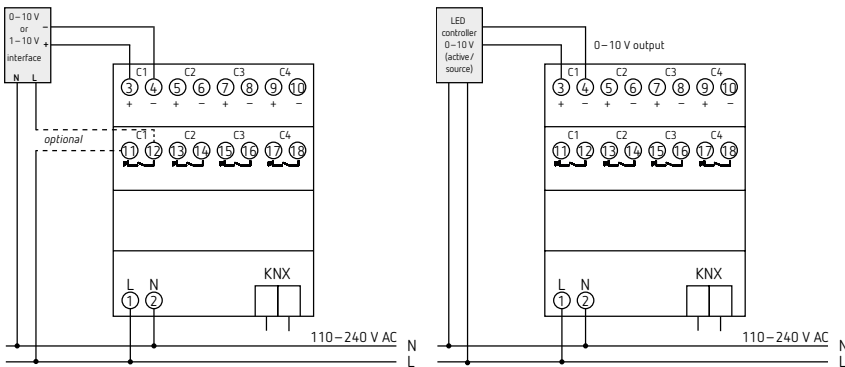 0–10 V
or
1–10 V
interface
–
+
N L
C1 C2 C3 C4
3 4 5 6 7 8 9 10
+ – + – + – + –
optional
C1 C2 C3 C4
11 12 13 14 15 16 17 18
L N
1 2
KNX
110–240 V AC
N
L
LED
controller
0–10 V
(active/
source)
0–10 V output
C1 C2 C3 C4
3 4 5 6 7 8 9 10
+ – + – + – + –
C1 C2 C3 C4
11 12 13 14 15 16 17 18
L N
1 2
KNX
110–240 V AC
N
L